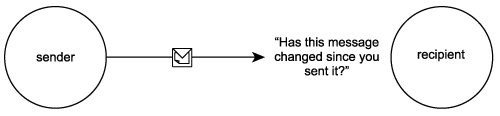 sender
“Has this message
changed since you
sent it?”
recipient